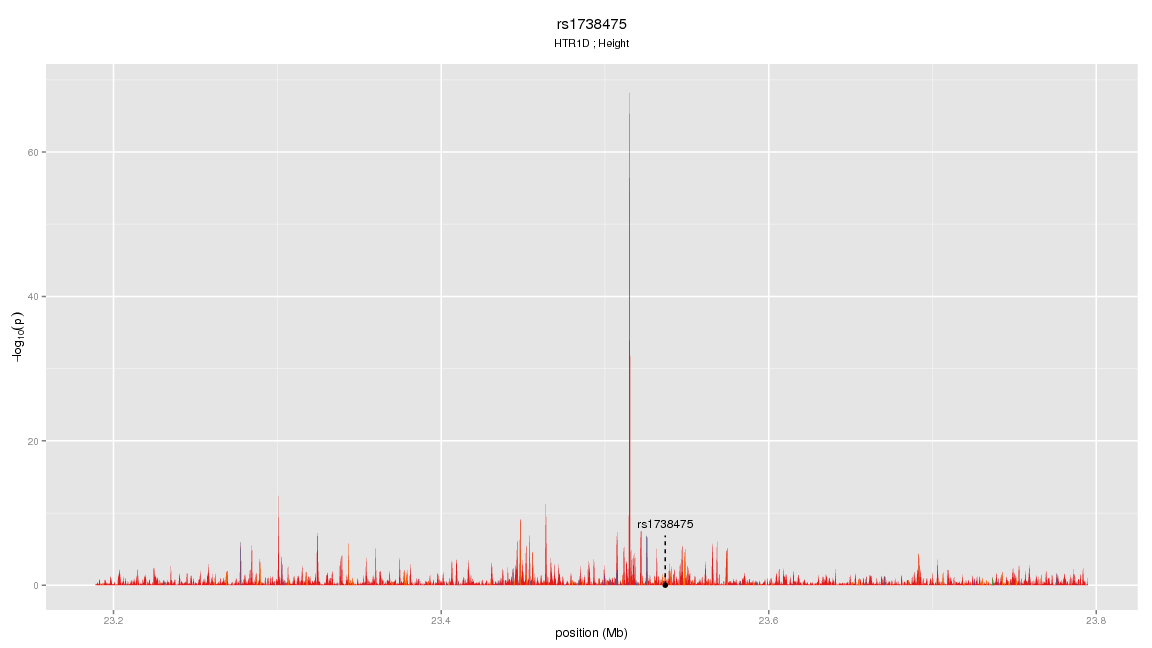 rs1738475
HTR1D ; Height
−log10(p)
60
40
20
0
rs1738475
23.2
23.4
23.6
23.8
position (Mb)